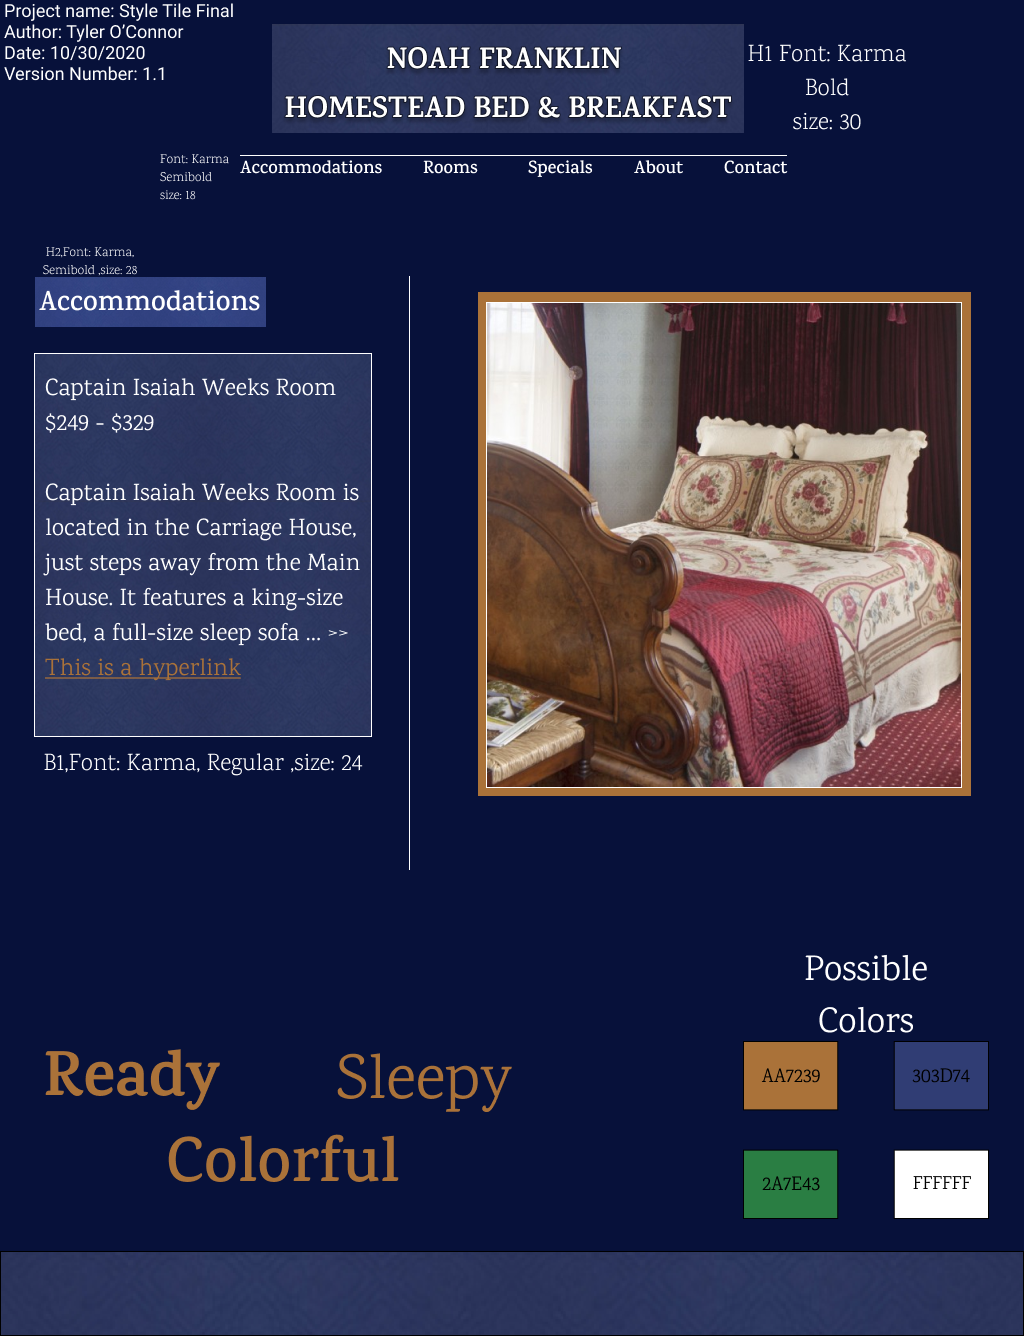 Project name: Style Tile Final
Author: Tyler O’Connor
Date: 10/30/2020
Version Number: 1.1
NOAH FRANKLIN
HOMESTEAD BED & BREAKFAST
H1 Font: Karma
Bold
size: 30
Font: Karma
Semibold
size: 18
Accommodations Rooms Specials About Contact
H2,Font: Karma,
Semibold ,size: 28
Accommodations
Captain Isaiah Weeks Room
$249 - $329
Captain Isaiah Weeks Room is
located in the Carriage House,
just steps away from the Main
House. It features a king-size
bed, a full-size sleep sofa ... >>
This is a hyperlink
B1,Font: Karma, Regular ,size: 24
Possible
Colors
Ready Sleepy
Colorful
AA7239 303D74
2A7E43 FFFFFF